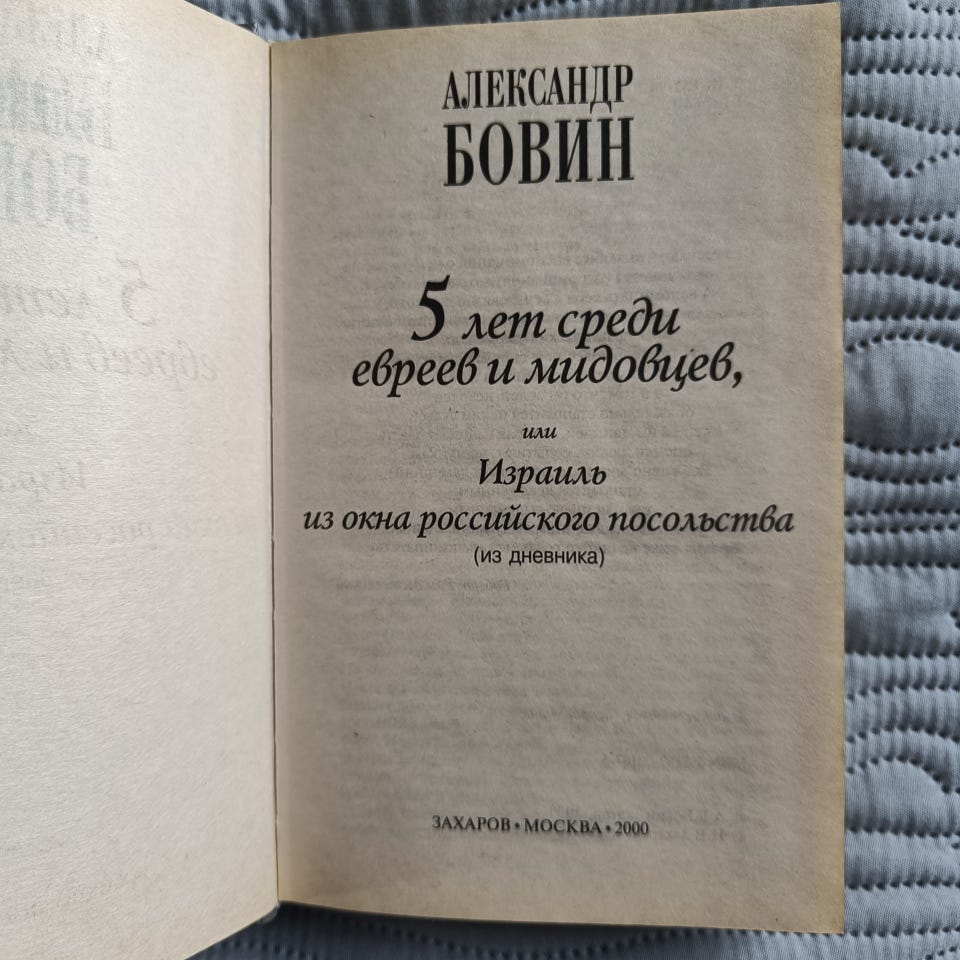 АЛЕКСАНДР
БОВИН
5 лет среди
евреев и мидовцев,
или
Израиль
из окна российского посольства
(из дневника)
ЗАХАРОВ • МОСКВА • 2000